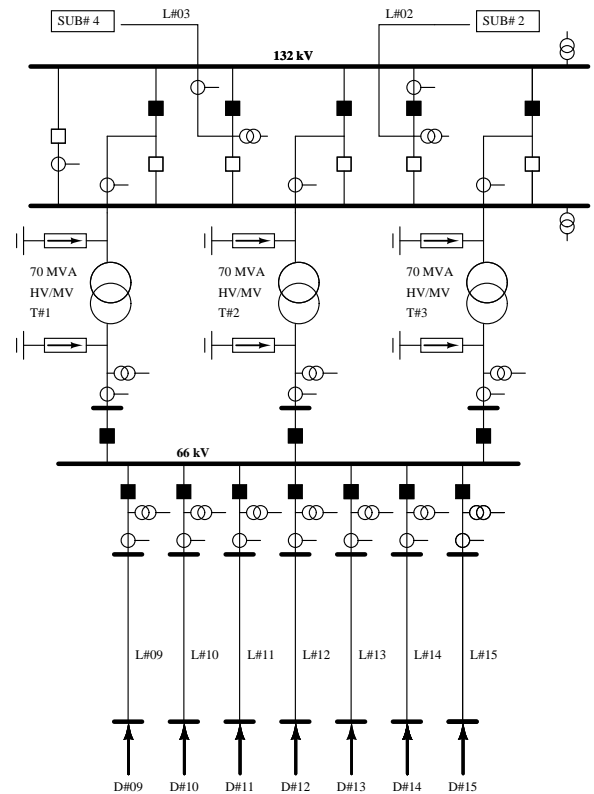 SUB# 4
L#03
L#02
SUB# 2
132 kV
70 MVA
HV/MV
T#1
70 MVA
HV/MV
T#2
70 MVA
HV/MV
T#3
66 kV
L#09
L#10
L#11
L#12
L#13
L#14
L#15
D#09
D#10
D#11
D#12
D#13
D#14
D#15